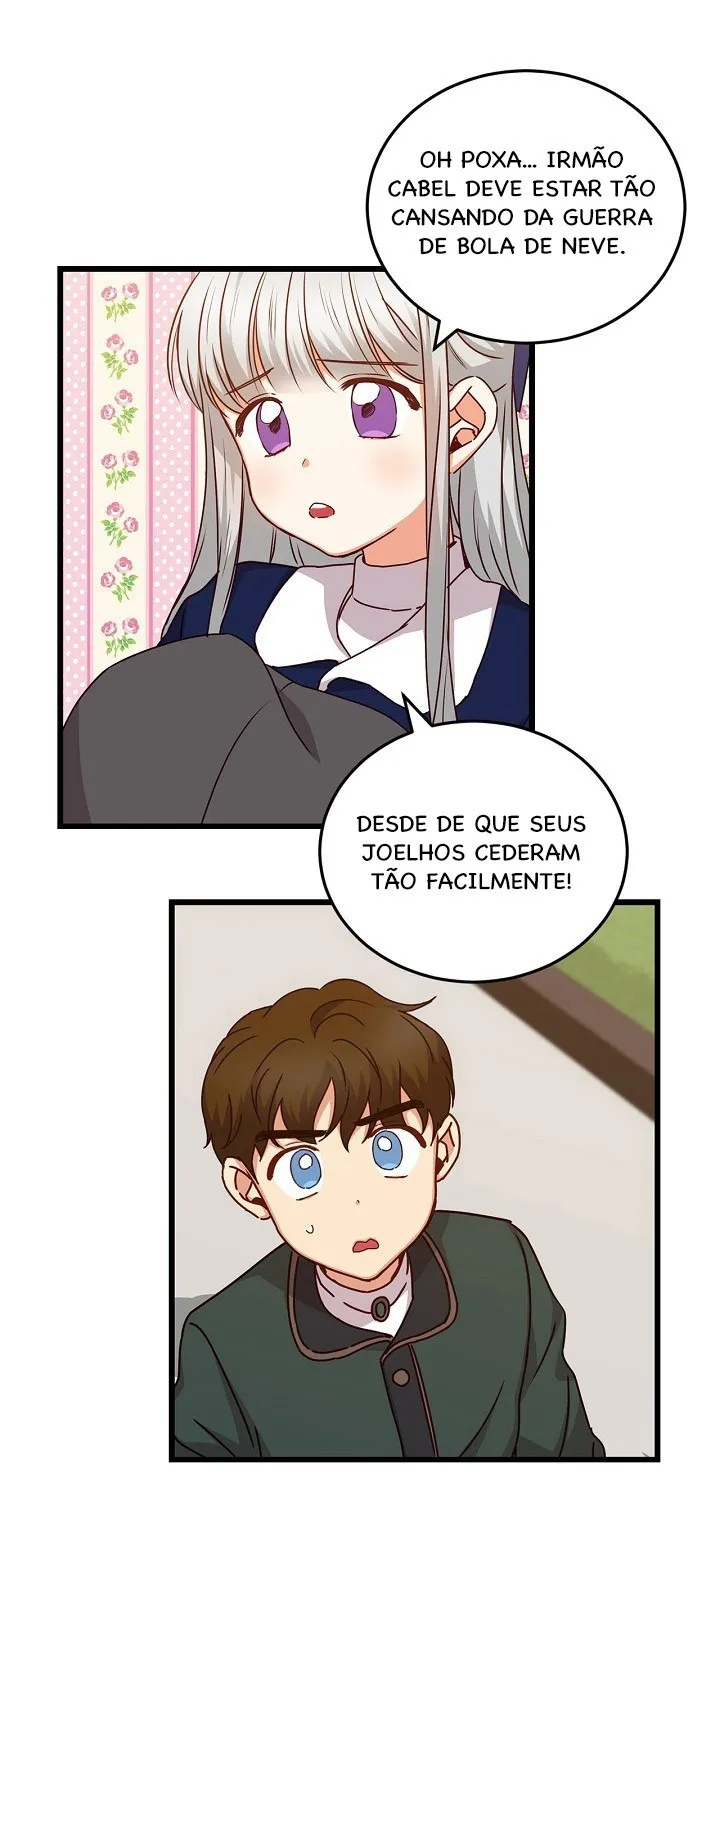 OH POXA... IRMÃO
CABEL DEVE ESTAR TÃO
CANSANDO DA GUERRA
DE BOLA DE NEVE.
DESDE DE QUE SEUS
JOELHOS CEDERAM
TÃO FACILMENTE!